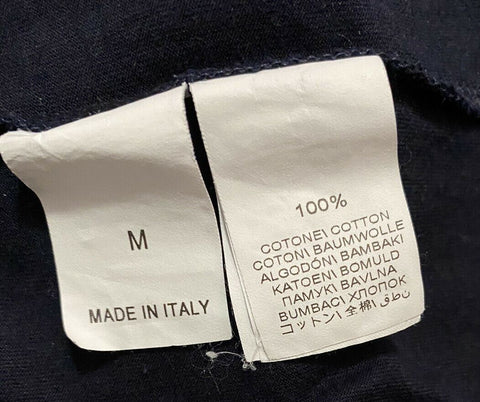 M
MADE IN ITALY
100%
COTONE\ COTTON
COTON\ BAUMWOLLE
ALGODÓN\ BAMBAKI
KATOEN\ BOMULD
ПАМУК\ BAVLNA
BUMBAC\ ХЛОПОК
コットン\ 全棉\ نطق